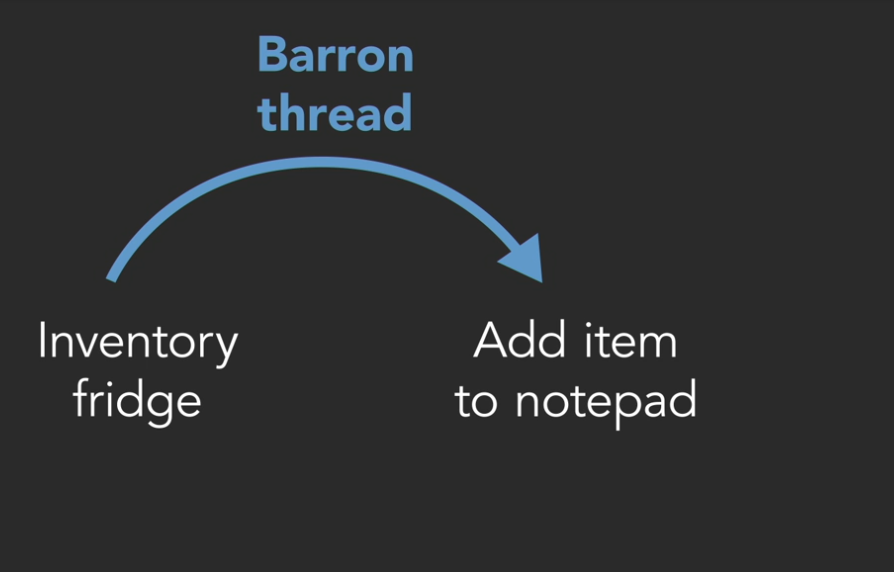 Barron
thread
Inventory
fridge
Add item
to notepad